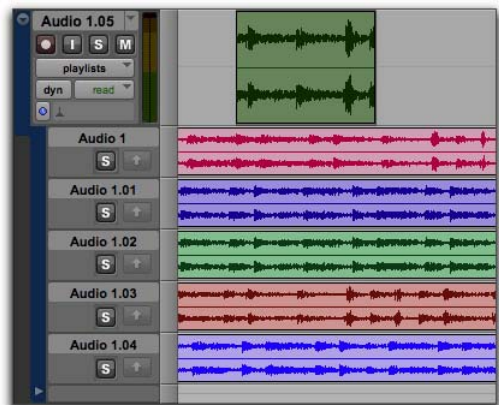 Audio 1.05
I S M
playlists
dyn read
Audio 1
S
Audio 1.01
S
Audio 1.02
S
Audio 1.03
S
Audio 1.04
S